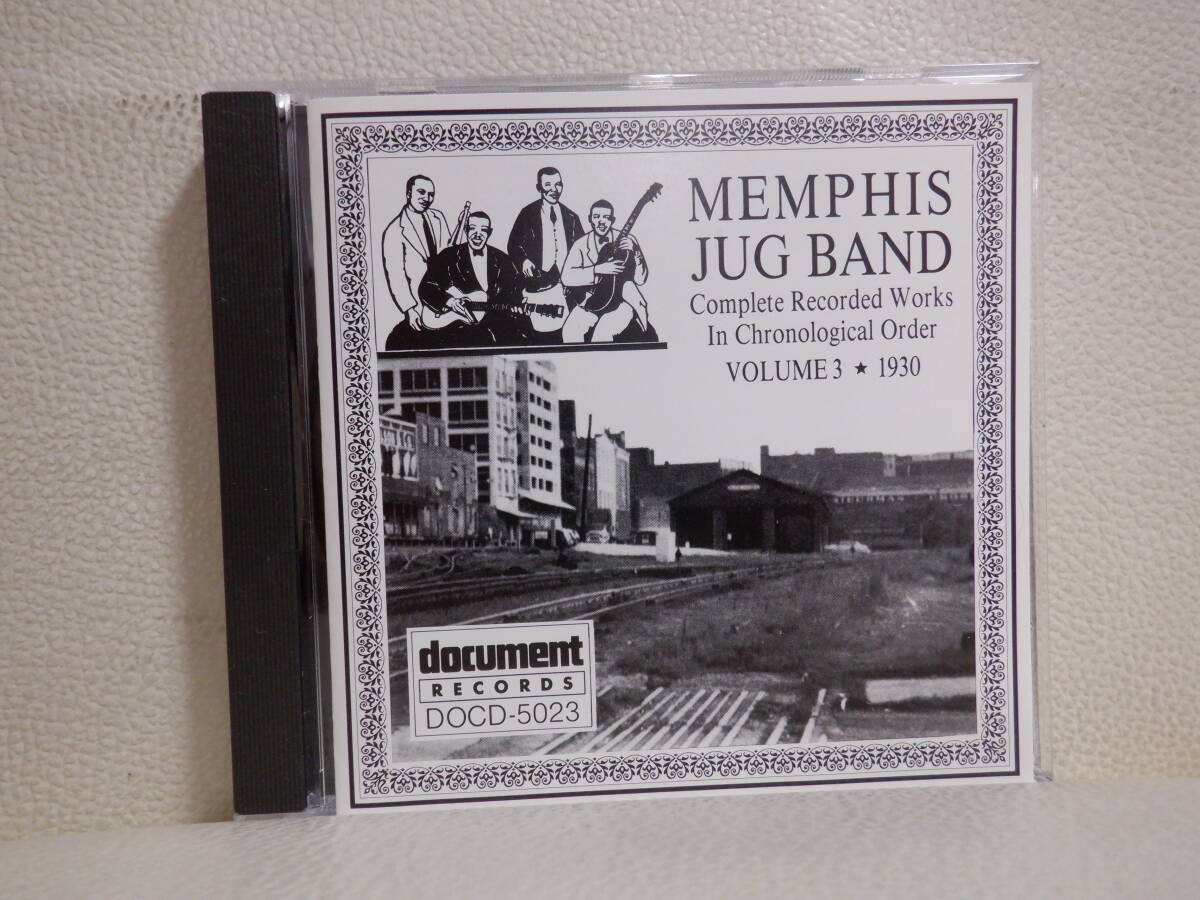 MEMPHIS
JUG BAND
Complete Recorded Works
In Chronological Order
VOLUME 3 ★ 1930
document
RECORDS
DOCD-5023